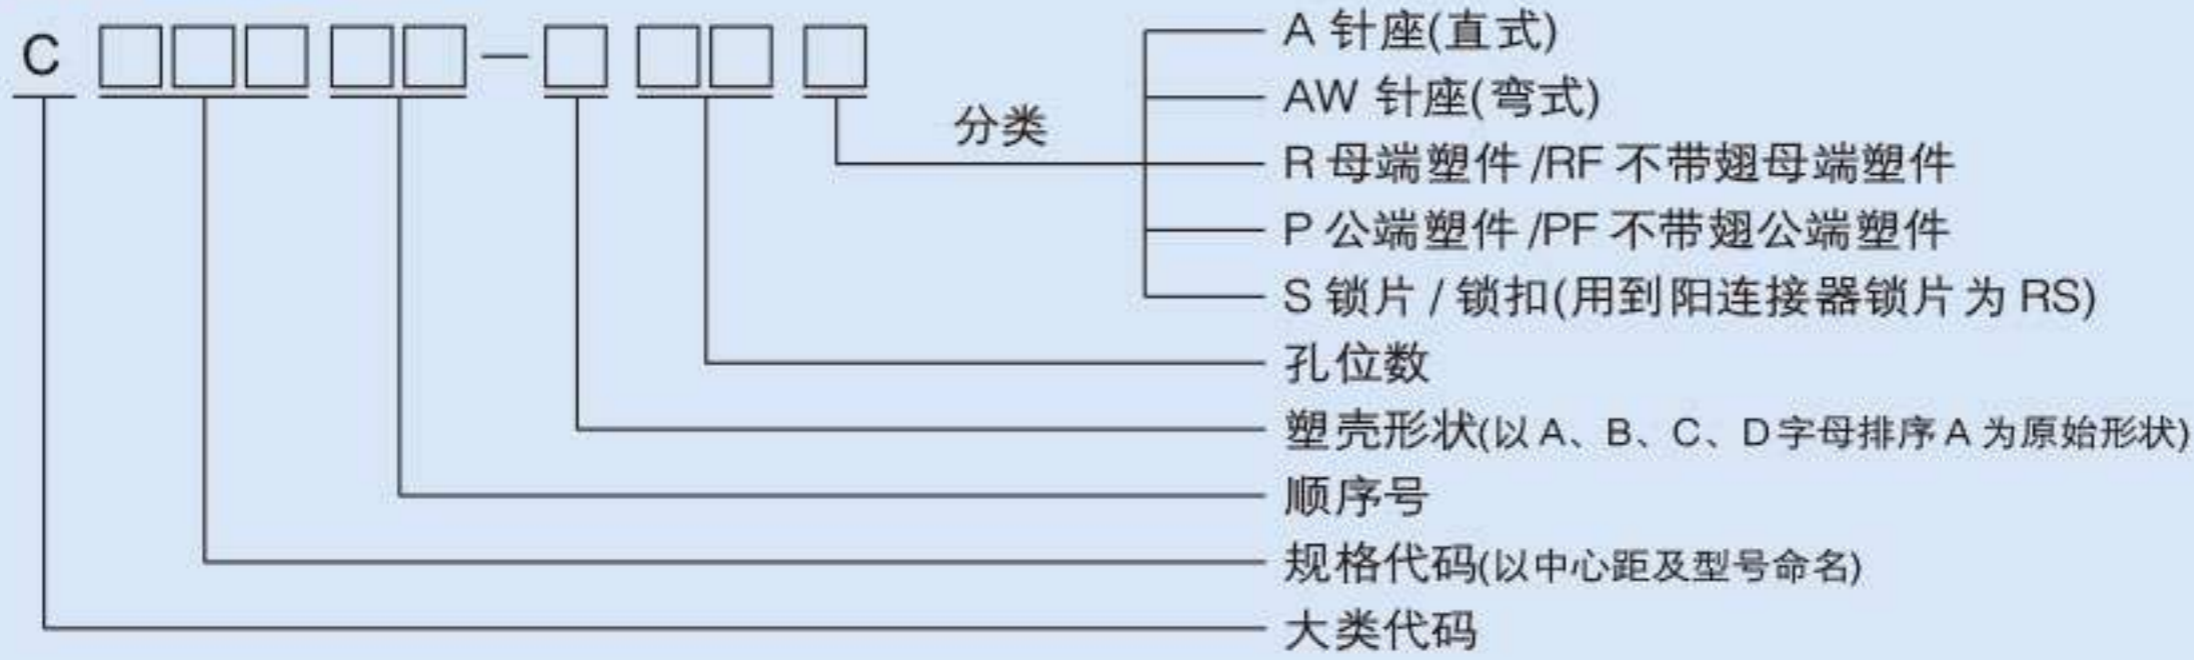 C □□□ □□ — □ □□ □
分类
A 针座(直式)
AW 针座(弯式)
R 母端塑件 /RF 不带翅母端塑件
P 公端塑件 /PF 不带翅公端塑件
S 锁片 / 锁扣(用到阳连接器锁片为 RS)
孔位数
塑壳形状(以 A、B、C、D字母排序 A 为原始形状)
顺序号
规格代码(以中心距及型号命名)
大类代码